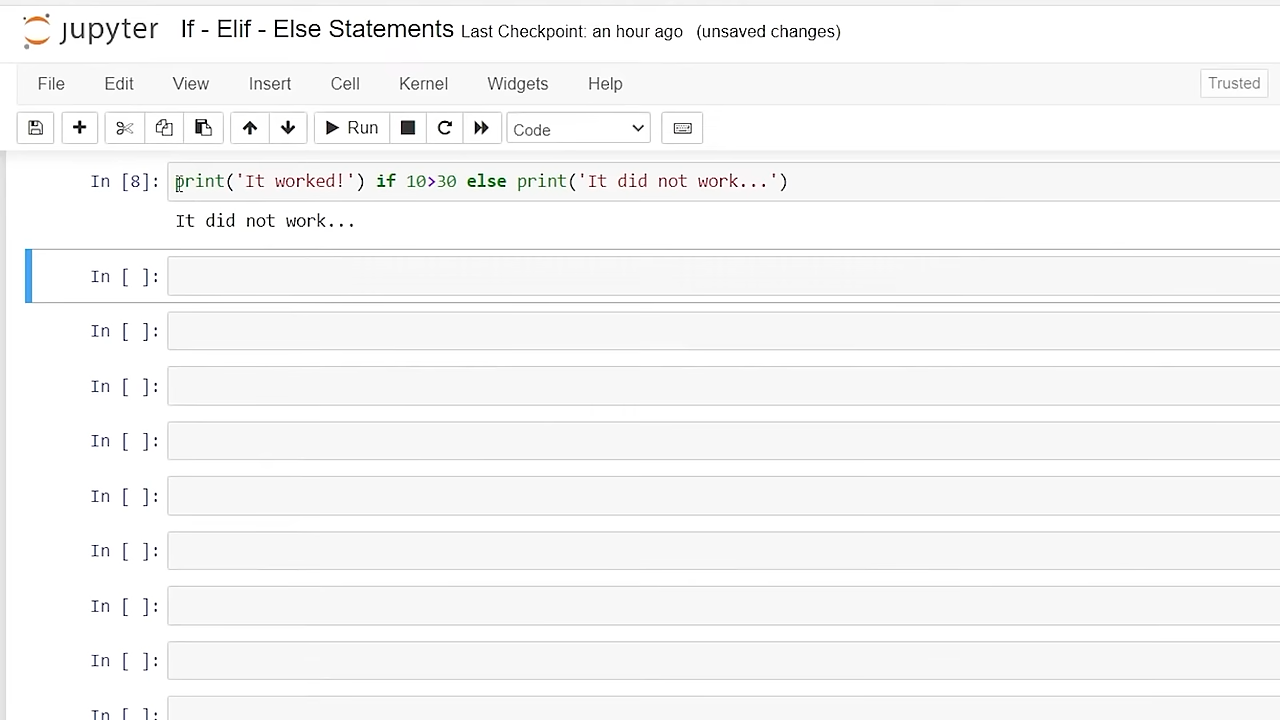 jupyter If - Elif - Else Statements Last Checkpoint: an hour ago (unsaved changes)
File Edit View Insert Cell Kernel Widgets Help Trusted
Run Code
In [8]: print('It worked!') if 10>30 else print('It did not work...')
It did not work...
In [ ]:
In [ ]:
In [ ]:
In [ ]:
In [ ]:
In [ ]:
In [ ]:
In [ ]:
In [ ]: